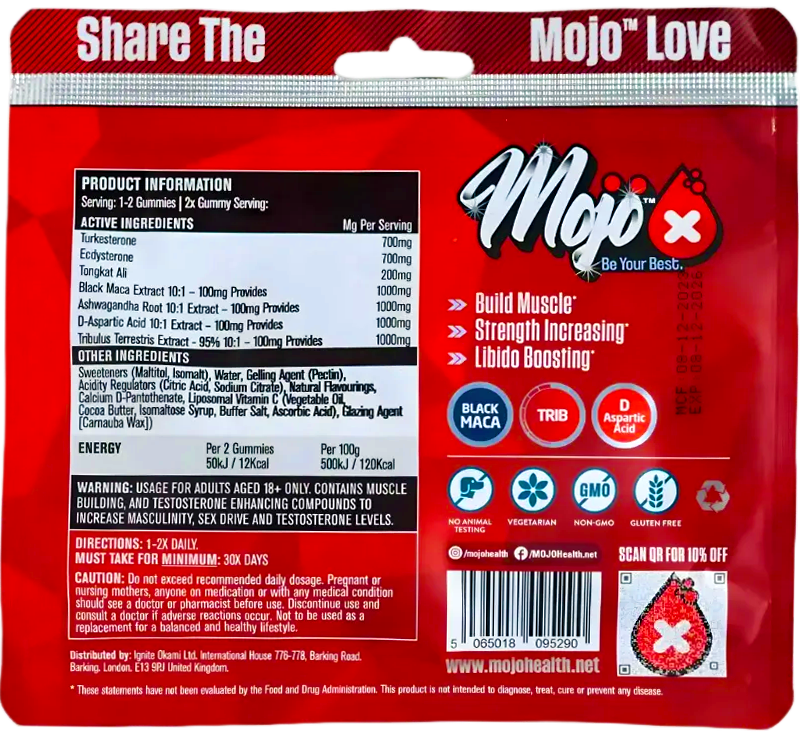 Share The Mojo™ Love
PRODUCT INFORMATION
Serving: 1-2 Gummies | 2x Gummy Serving:
ACTIVE INGREDIENTS Mg Per Serving
Turkesterone 700mg
Ecdysterone 700mg
Tongkat Ali 200mg
Black Maca Extract 10:1 – 100mg Provides 1000mg
Ashwagandha Root 10:1 Extract – 100mg Provides 1000mg
D-Aspartic Acid 10:1 Extract – 100mg Provides 1000mg
Tribulus Terrestris Extract - 95% 10:1 – 100mg Provides 1000mg
OTHER INGREDIENTS
Sweeteners (Maltitol, Isomalt), Water, Gelling Agent (Pectin),
Acidity Regulators (Citric Acid, Sodium Citrate), Natural Flavourings,
Calcium D-Pantothenate, Liposomal Vitamin C (Vegetable Oil,
Cocoa Butter, Isomaltose Syrup, Buffer Salt, Ascorbic Acid), Glazing Agent
[Carnauba Wax])
ENERGY Per 2 Gummies Per 100g
50kJ / 12Kcal 500kJ / 120Kcal
WARNING: USAGE FOR ADULTS AGED 18+ ONLY. CONTAINS MUSCLE
BUILDING, AND TESTOSTERONE ENHANCING COMPOUNDS TO
INCREASE MASCULINITY, SEX DRIVE AND TESTOSTERONE LEVELS.
DIRECTIONS: 1-2X DAILY.
MUST TAKE FOR MINIMUM: 30X DAYS
CAUTION: Do not exceed recommended daily dosage. Pregnant or
nursing mothers, anyone on medication or with any medical condition
should see a doctor or pharmacist before use. Discontinue use and
consult a doctor if adverse reactions occur. Not to be used as a
replacement for a balanced and healthy lifestyle.
Distributed by: Ignite Okami Ltd. International House 776-778, Barking Road.
Barking. London. E13 9PJ United Kingdom.
Mojo™ X
Be Your Best.
Build Muscle*
Strength Increasing*
Libido Boosting*
MGF 08-12-2023
EXP 08-12-2026
BLACK
MACA
TRIB
D
Aspartic
Acid
GMO
NO ANIMAL
TESTING
VEGETARIAN
NON-GMO
GLUTEN FREE
/mojohealth /MOJOHealth.net
SCAN QR FOR 10% OFF
5 065018 095290
www.mojohealth.net
* These statements have not been evaluated by the Food and Drug Administration. This product is not intended to diagnose, treat, cure or prevent any disease.